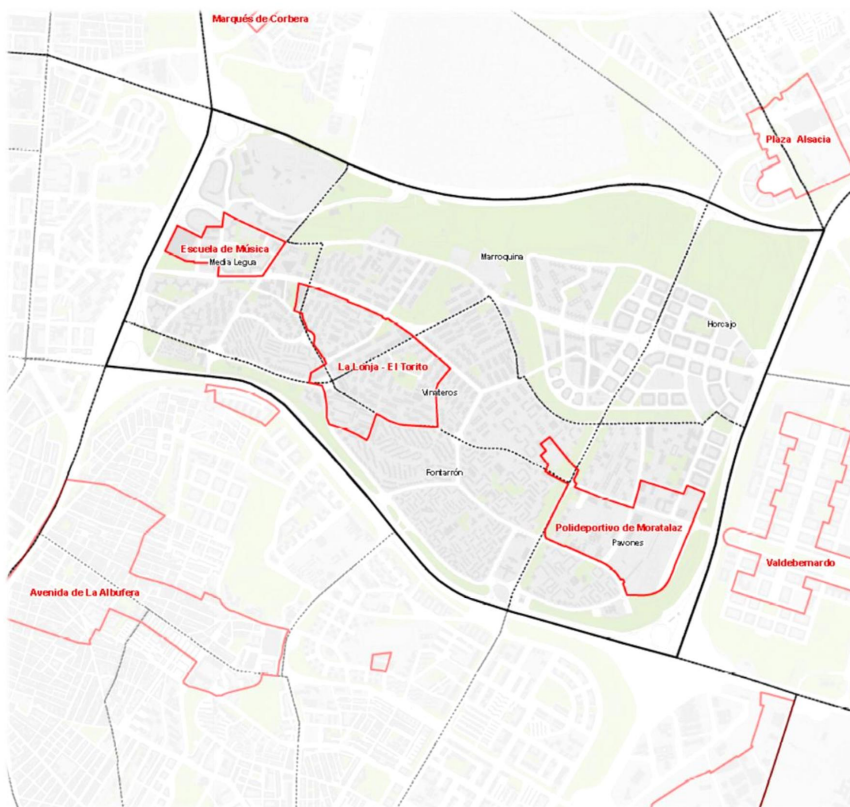 Marqués de Corbera
Plaza Alsacia
Escuela de Música
Media Legua
Marroquina
Horcajo
La Lonja - El Torito
Vinateros
Fontarrón
Polideportivo de Moratalaz
Pavones
Valdebernardo
Avenida de La Albufera